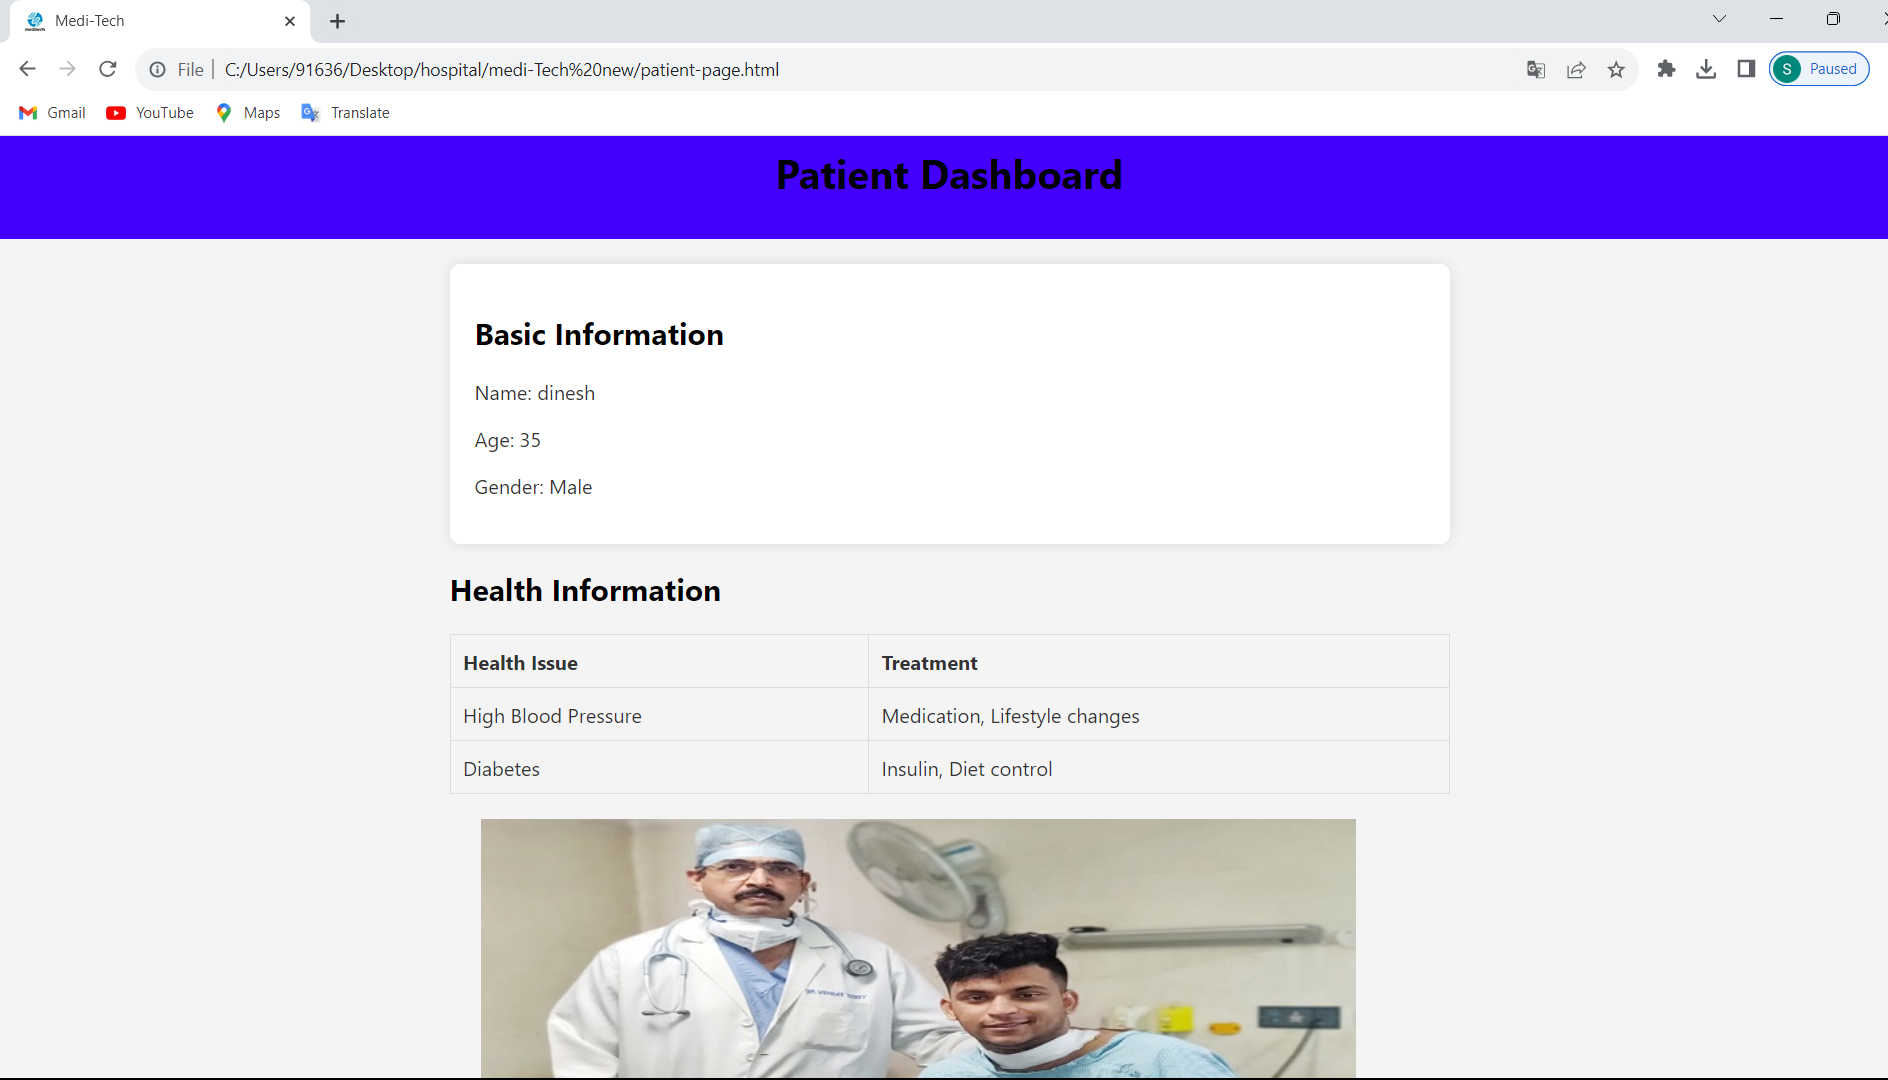 Medi-Tech
File
C:/Users/91636/Desktop/hospital/medi-Tech%20new/patient-page.html
S Paused
Gmail YouTube Maps Translate
Patient Dashboard
Basic Information
Name: dinesh
Age: 35
Gender: Male
Health Information
Health Issue Treatment
High Blood Pressure Medication, Lifestyle changes
Diabetes Insulin, Diet control
DR. VENKAT